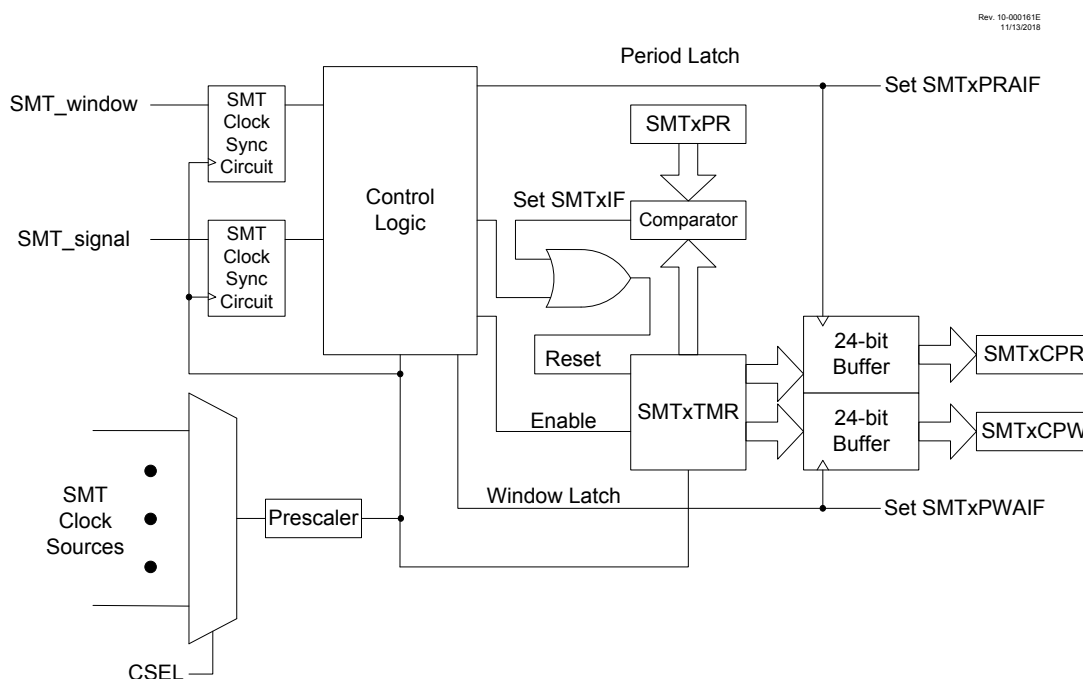 Rev. 10-000161E
11/13/2018
Period Latch
SMT_window
SMT
Clock
Sync
Circuit
Set SMTxPRAIF
SMTxPR
Control
Logic
Set SMTxIF
Comparator
SMT_signal
SMT
Clock
Sync
Circuit
24-bit
Buffer
SMTxCPR
Reset
SMTxTMR
Enable
24-bit
Buffer
SMTxCPW
SMT
Clock
Sources
Prescaler
Window Latch
Set SMTxPWAIF
CSEL